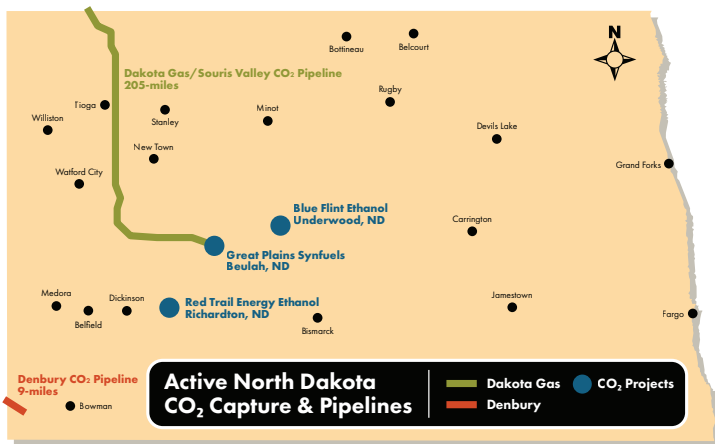 N
Bottineau
Belcourt
Dakota Gas/Souris Valley CO₂ Pipeline
205-miles
Tioga
Rugby
Williston
Stanley
Minot
Devils Lake
New Town
Grand Forks
Watford City
Blue Flint Ethanol
Underwood, ND
Carrington
Great Plains Synfuels
Beulah, ND
Medora
Dickinson
Red Trail Energy Ethanol
Richardton, ND
Jamestown
Belfield
Bismarck
Fargo
Denbury CO₂ Pipeline
9-miles
Bowman
Active North Dakota
CO₂ Capture & Pipelines
Dakota Gas
CO₂ Projects
Denbury